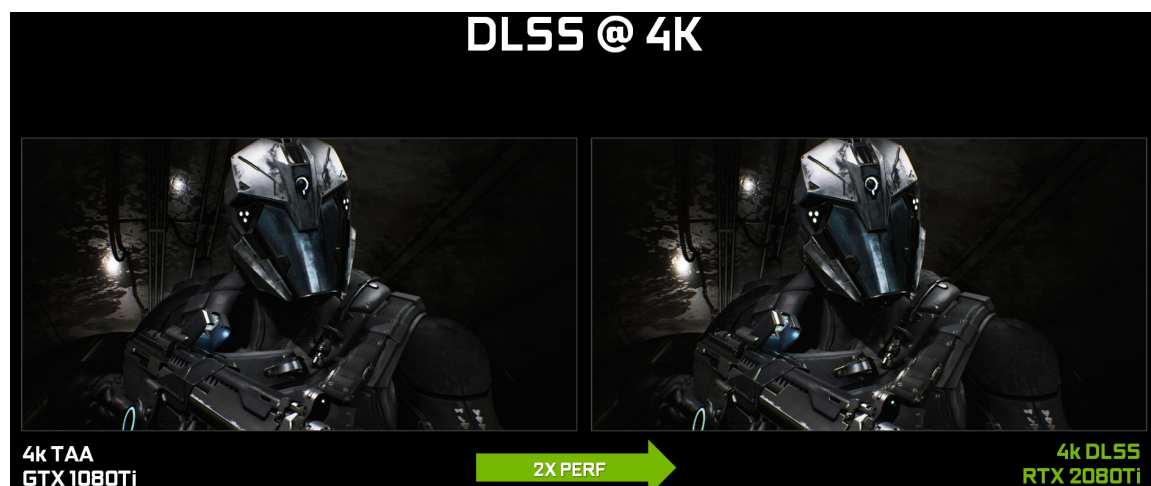 DLSS @ 4K
4k TAA
GTX 1080Ti
2X PERF
4k DLSS
RTX 2080Ti